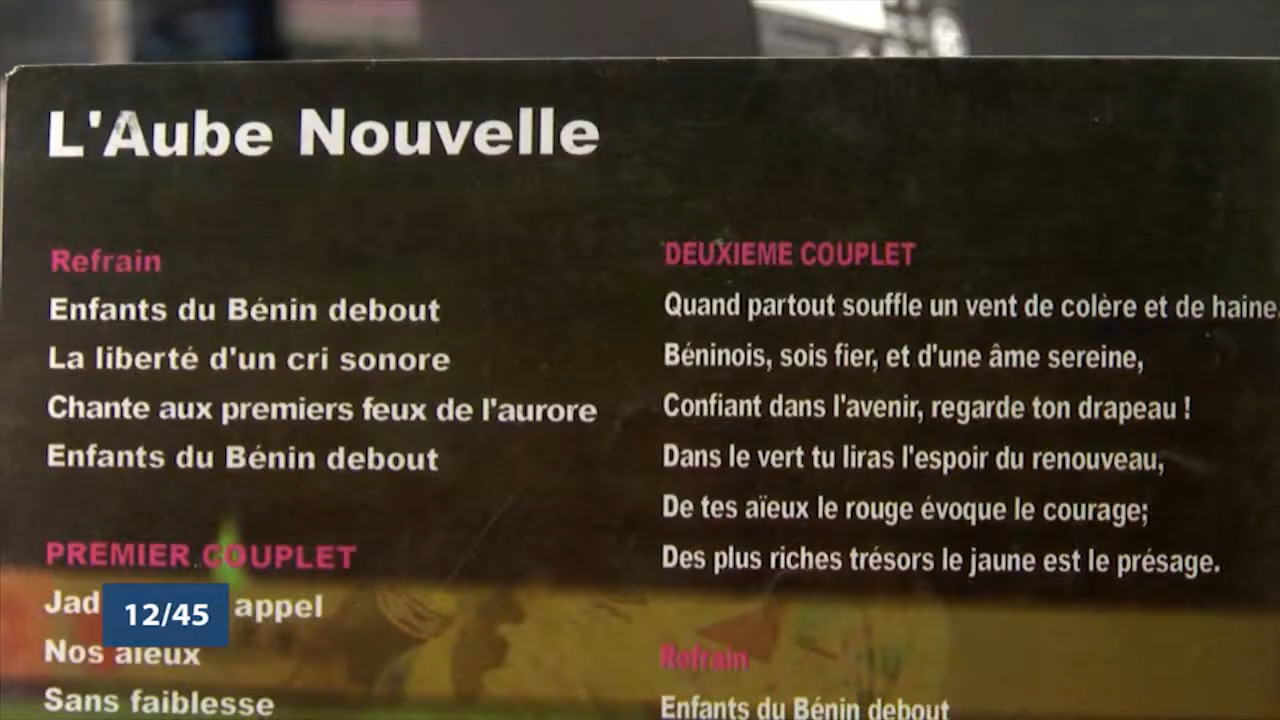 L'Aube Nouvelle
Refrain
Enfants du Bénin debout
La liberté d'un cri sonore
Chante aux premiers feux de l'aurore
Enfants du Bénin debout
PREMIER COUPLET
Jad appel
Nos aïeux
Sans faiblesse
DEUXIEME COUPLET
Quand partout souffle un vent de colère et de haine.
Béninois, sois fier, et d'une âme sereine,
Confiant dans l'avenir, regarde ton drapeau !
Dans le vert tu liras l'espoir du renouveau,
De tes aïeux le rouge évoque le courage;
Des plus riches trésors le jaune est le présage.
Refrain
Enfants du Bénin debout
12/45